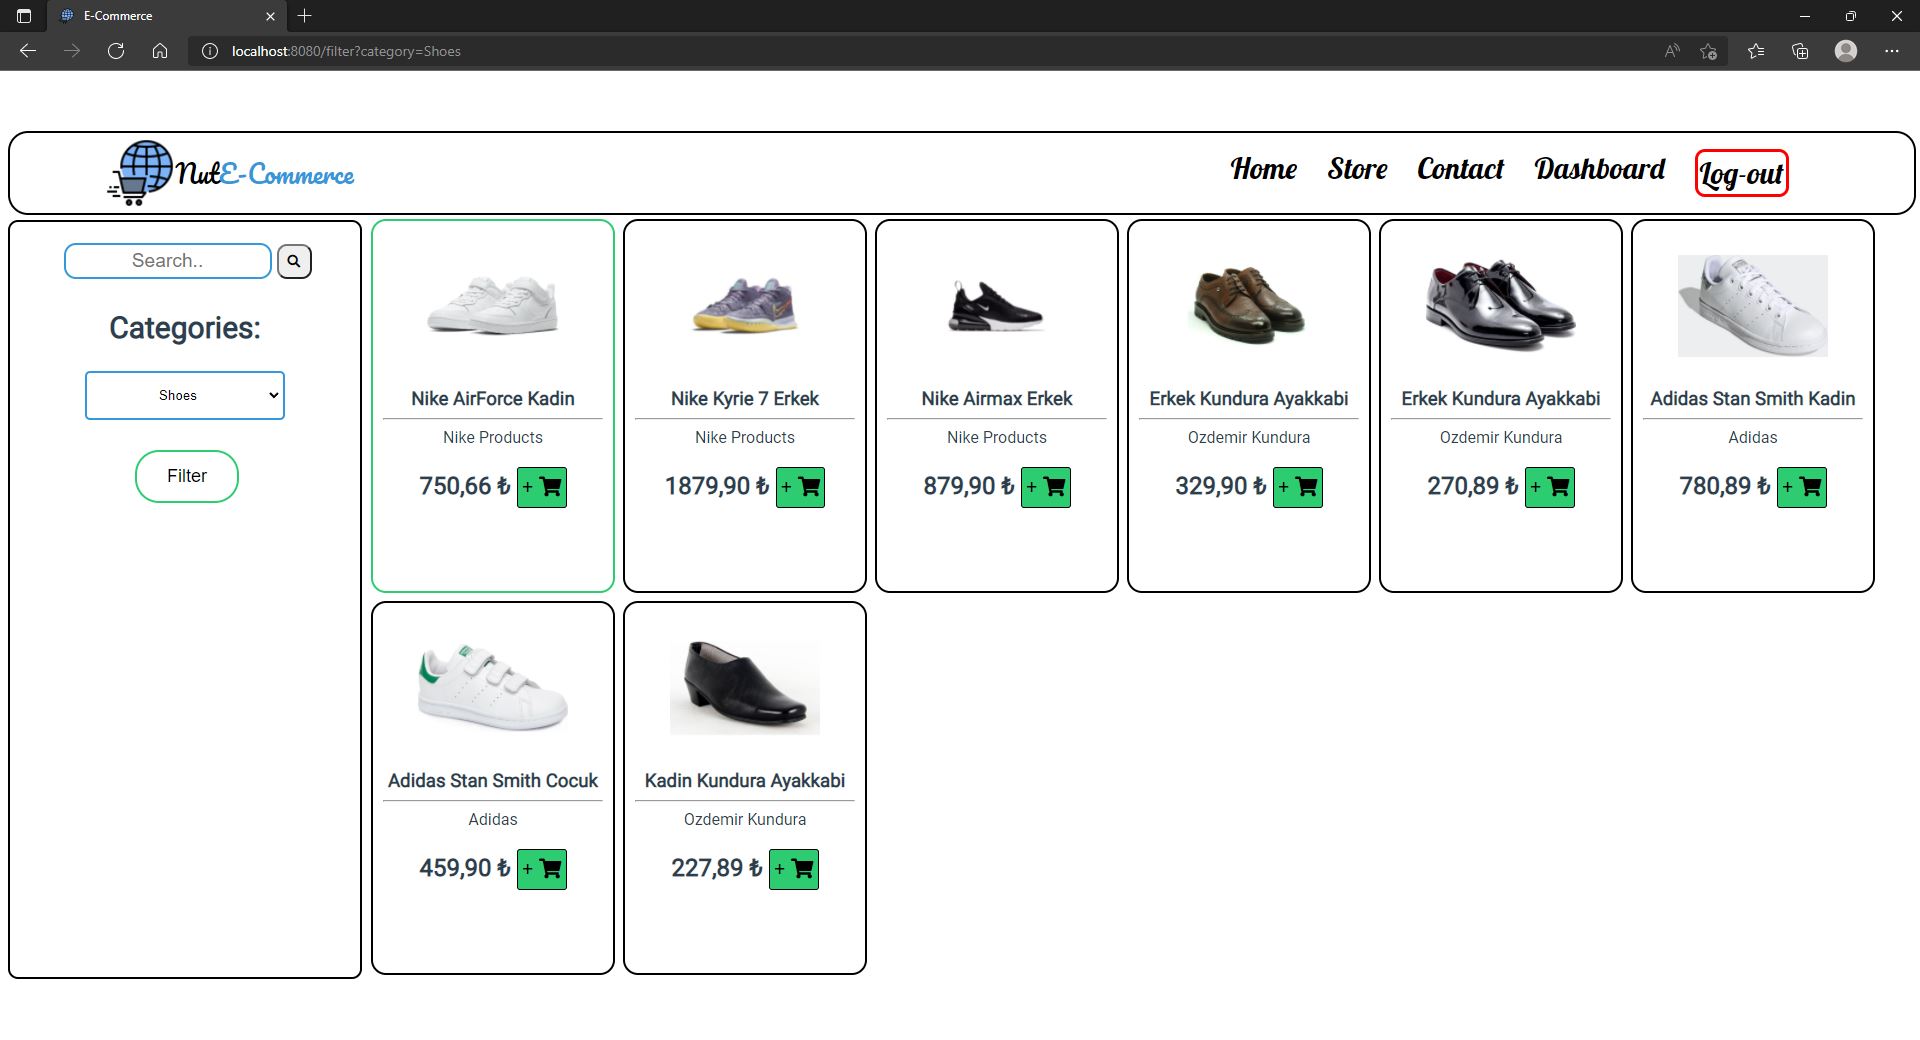 E-Commerce
localhost:8080/filter?category=Shoes
NutE-Commerce
Home Store Contact Dashboard Log-out
Search..
Categories:
Shoes
Filter
Nike AirForce Kadin
Nike Products
750,66 ₺ +
Nike Kyrie 7 Erkek
Nike Products
1879,90 ₺ +
Nike Airmax Erkek
Nike Products
879,90 ₺ +
Erkek Kundura Ayakkabi
Ozdemir Kundura
329,90 ₺ +
Erkek Kundura Ayakkabi
Ozdemir Kundura
270,89 ₺ +
Adidas Stan Smith Kadin
Adidas
780,89 ₺ +
Adidas Stan Smith Cocuk
Adidas
459,90 ₺ +
Kadin Kundura Ayakkabi
Ozdemir Kundura
227,89 ₺ +